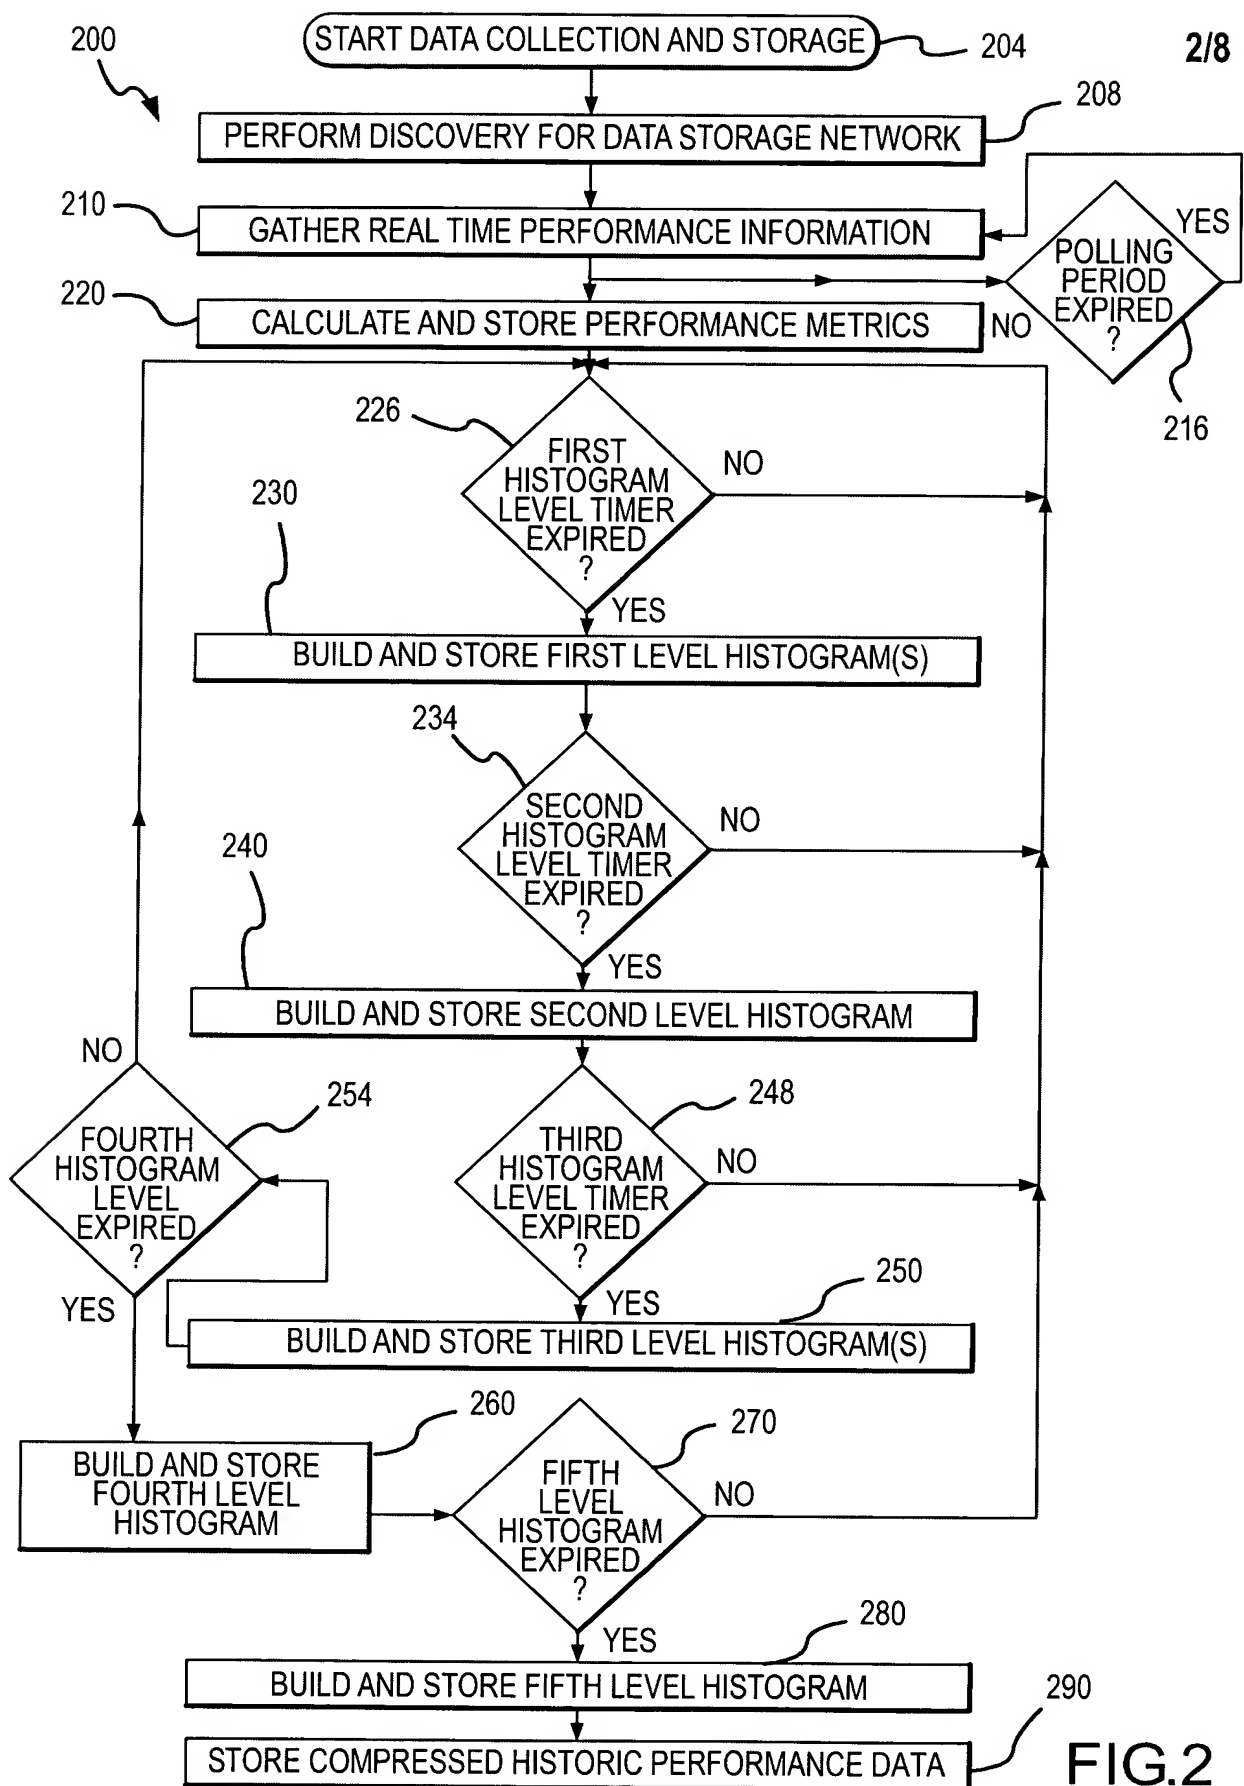 200
START DATA COLLECTION AND STORAGE
204
2/8
208
PERFORM DISCOVERY FOR DATA STORAGE NETWORK
210
GATHER REAL TIME PERFORMANCE INFORMATION
YES
POLLING
PERIOD
EXPIRED
?
220
CALCULATE AND STORE PERFORMANCE METRICS
NO
216
226
FIRST
HISTOGRAM
LEVEL TIMER
EXPIRED
?
NO
230
YES
BUILD AND STORE FIRST LEVEL HISTOGRAM(S)
234
SECOND
HISTOGRAM
LEVEL TIMER
EXPIRED
?
NO
240
YES
BUILD AND STORE SECOND LEVEL HISTOGRAM
NO
254
FOURTH
HISTOGRAM
LEVEL
EXPIRED
?
248
THIRD
HISTOGRAM
LEVEL TIMER
EXPIRED
?
NO
YES
YES
250
BUILD AND STORE THIRD LEVEL HISTOGRAM(S)
260
BUILD AND STORE
FOURTH LEVEL
HISTOGRAM
270
FIFTH
LEVEL
HISTOGRAM
EXPIRED
?
NO
280
YES
BUILD AND STORE FIFTH LEVEL HISTOGRAM
290
STORE COMPRESSED HISTORIC PERFORMANCE DATA
FIG.2